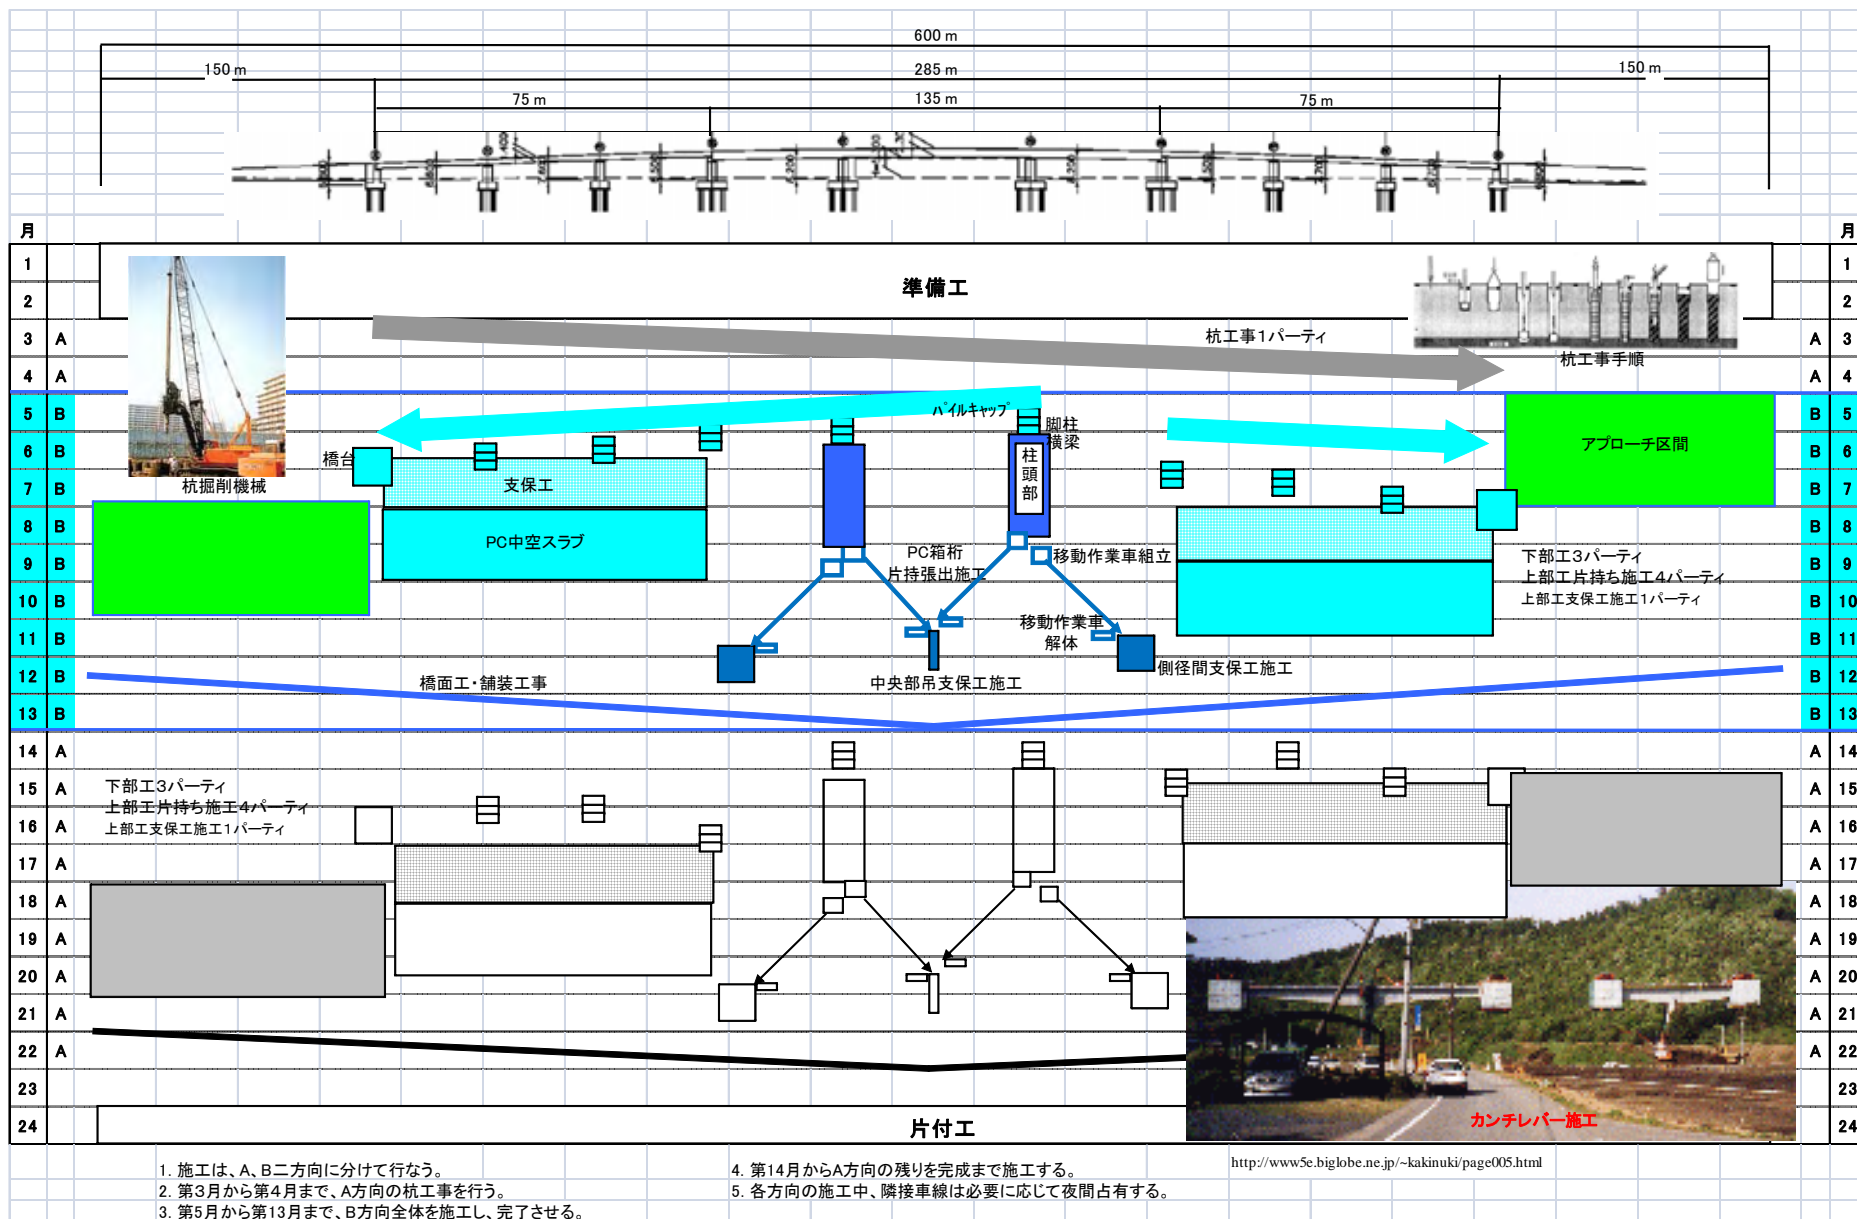 600 m
150 m
285 m
150 m
75 m
135 m
75 m
月
月
1
1
準備工
2
2
3 A
杭工事1パーティ
A 3
杭工事手順
4 A
A 4
5 B
パイルキャップ
脚柱
B 5
横梁
6 B
橋台
柱頭部
アプローチ区間
B 6
杭掘削機械
支保工
7 B
B 7
8 B
PC中空スラブ
B 8
PC箱桁
片持張出施工
移動作業車組立
9 B
B 9
下部工3パーティ
上部工片持ち施工4パーティ
上部工支保工施工1パーティ
10 B
B 10
移動作業車
解体
11 B
B 11
側径間支保工施工
12 B
橋面工・舗装工事
中央部吊支保工施工
B 12
13 B
B 13
14 A
A 14
15 A
A 15
下部工3パーティ
上部工片持ち施工4パーティ
上部工支保工施工1パーティ
16 A
A 16
17 A
A 17
18 A
A 18
19 A
A 19
20 A
A 20
21 A
A 21
22 A
A 22
23
23
24
片付工
カンチレバー施工
24
1. 施工は、A、B二方向に分けて行なう。
2. 第3月から第4月まで、A方向の杭工事を行う。
3. 第5月から第13月まで、B方向全体を施工し、完了させる。
4. 第14月からA方向の残りを完成まで施工する。
5. 各方向の施工中、隣接車線は必要に応じて夜間占有する。
http://www5e.biglobe.ne.jp/~kakinuki/page005.html